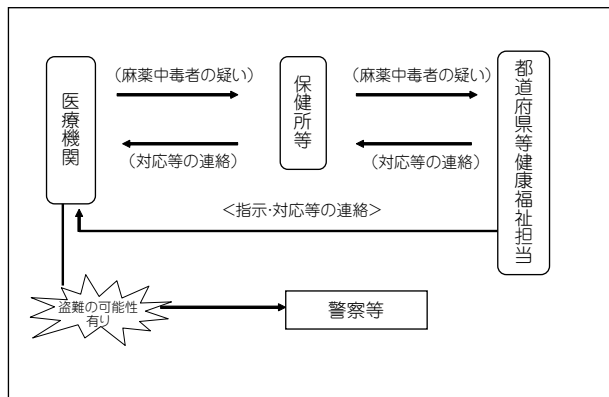 （麻薬中毒者の疑い）
（麻薬中毒者の疑い）
医療機関
保健所等
都道府県等健康福祉担当
（対応等の連絡）
（対応等の連絡）
＜指示・対応等の連絡＞
盗難の可能性
有り
警察等